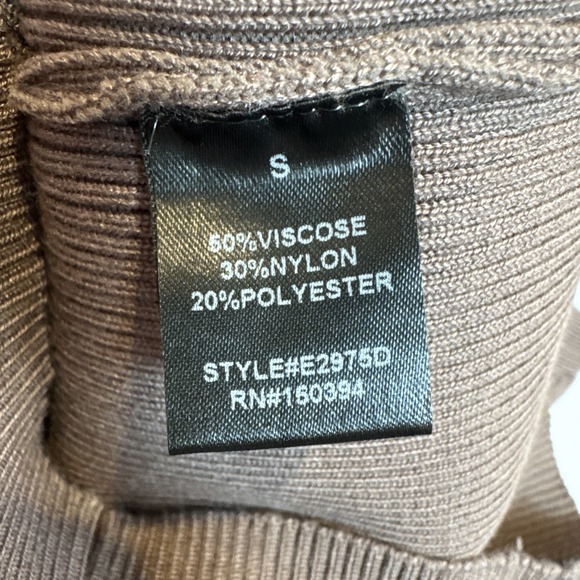 S
50%VISCOSE
30%NYLON
20%POLYESTER
STYLE#E2975D
RN#150394